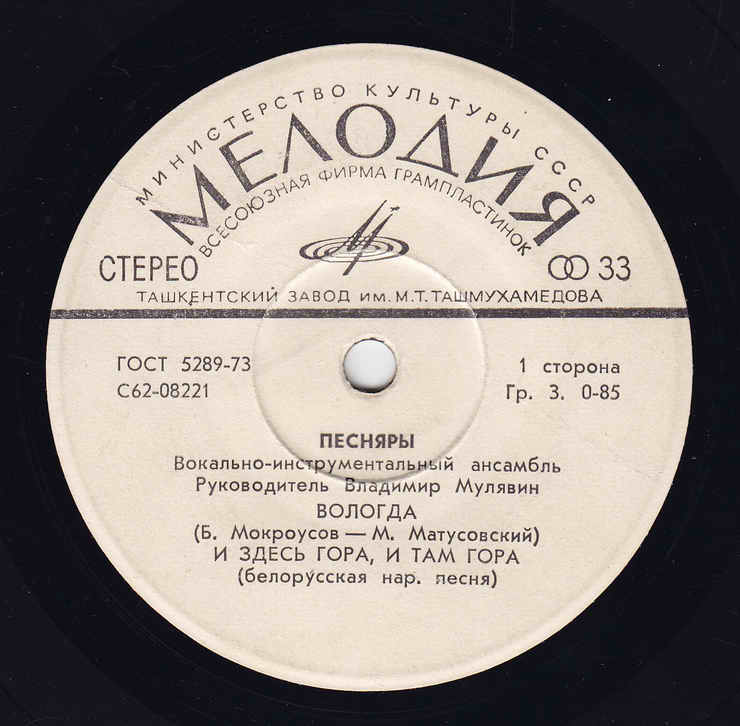 МИНИСТЕРСТВО КУЛЬТУРЫ СССР
МЕЛОДИЯ
ВСЕСОЮЗНАЯ ФИРМА ГРАМПЛАСТИНОК
СТЕРЕО 33
ТАШКЕНТСКИЙ ЗАВОД ИМ. М.Т. ТАШМУХАМЕДОВА
ГОСТ 5289-73 1 сторона
С62-08221 Гр. 3. 0-85
ПЕСНЯРЫ
Вокально-инструментальный ансамбль
Руководитель Владимир Мулявин
ВОЛОГДА
(Б. Мокроусов — М. Матусовский)
И ЗДЕСЬ ГОРА, И ТАМ ГОРА
(белорусская нар. песня)